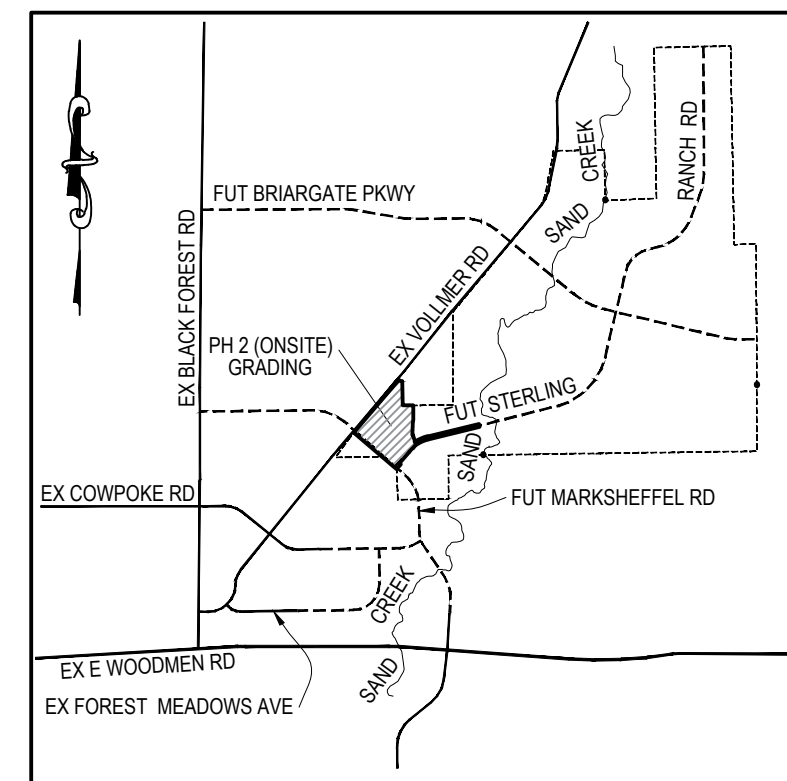 CREEK
RANCH RD
FUT BRIARGATE PKWY
SAND
EX VOLLMER RD
EX BLACK FOREST RD
PH 2 (ONSITE)
GRADING
FUT STERLING
SAND
EX COWPOKE RD
FUT MARKSHEFFEL RD
CREEK
EX E WOODMEN RD
SAND
EX FOREST MEADOWS AVE